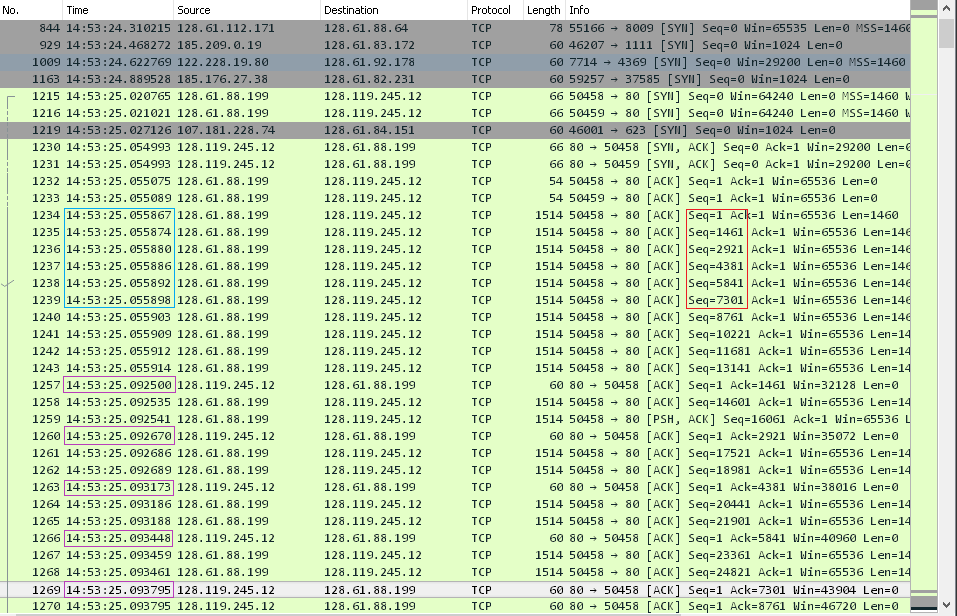 No. Time Source Destination Protocol Length Info
844 14:53:24.310215 128.61.112.171 128.61.88.64 TCP 78 55166 → 8009 [SYN] Seq=0 Win=65535 Len=0 MSS=1460
929 14:53:24.468272 185.209.0.19 128.61.83.172 TCP 60 46207 → 1111 [SYN] Seq=0 Win=1024 Len=0
1009 14:53:24.622769 122.228.19.80 128.61.92.178 TCP 60 7714 → 4369 [SYN] Seq=0 Win=29200 Len=0 MSS=1460
1163 14:53:24.889528 185.176.27.38 128.61.82.231 TCP 60 59257 → 37585 [SYN] Seq=0 Win=1024 Len=0
1215 14:53:25.020765 128.61.88.199 128.119.245.12 TCP 66 50458 → 80 [SYN] Seq=0 Win=64240 Len=0 MSS=1460 W
1216 14:53:25.021021 128.61.88.199 128.119.245.12 TCP 66 50459 → 80 [SYN] Seq=0 Win=64240 Len=0 MSS=1460 W
1219 14:53:25.027126 107.181.228.74 128.61.84.151 TCP 60 46001 → 623 [SYN] Seq=0 Win=1024 Len=0
1230 14:53:25.054993 128.119.245.12 128.61.88.199 TCP 66 80 → 50458 [SYN, ACK] Seq=0 Ack=1 Win=29200 Len=0
1231 14:53:25.054993 128.119.245.12 128.61.88.199 TCP 66 80 → 50459 [SYN, ACK] Seq=0 Ack=1 Win=29200 Len=0
1232 14:53:25.055075 128.61.88.199 128.119.245.12 TCP 54 50458 → 80 [ACK] Seq=1 Ack=1 Win=65536 Len=0
1233 14:53:25.055089 128.61.88.199 128.119.245.12 TCP 54 50459 → 80 [ACK] Seq=1 Ack=1 Win=65536 Len=0
1234 14:53:25.055867 128.61.88.199 128.119.245.12 TCP 1514 50458 → 80 [ACK] Seq=1 Ack=1 Win=65536 Len=1460
1235 14:53:25.055874 128.61.88.199 128.119.245.12 TCP 1514 50458 → 80 [ACK] Seq=1461 Ack=1 Win=65536 Len=146
1236 14:53:25.055880 128.61.88.199 128.119.245.12 TCP 1514 50458 → 80 [ACK] Seq=2921 Ack=1 Win=65536 Len=146
1237 14:53:25.055886 128.61.88.199 128.119.245.12 TCP 1514 50458 → 80 [ACK] Seq=4381 Ack=1 Win=65536 Len=146
1238 14:53:25.055892 128.61.88.199 128.119.245.12 TCP 1514 50458 → 80 [ACK] Seq=5841 Ack=1 Win=65536 Len=146
1239 14:53:25.055898 128.61.88.199 128.119.245.12 TCP 1514 50458 → 80 [ACK] Seq=7301 Ack=1 Win=65536 Len=146
1240 14:53:25.055903 128.61.88.199 128.119.245.12 TCP 1514 50458 → 80 [ACK] Seq=8761 Ack=1 Win=65536 Len=146
1241 14:53:25.055909 128.61.88.199 128.119.245.12 TCP 1514 50458 → 80 [ACK] Seq=10221 Ack=1 Win=65536 Len=14
1242 14:53:25.055912 128.61.88.199 128.119.245.12 TCP 1514 50458 → 80 [ACK] Seq=11681 Ack=1 Win=65536 Len=14
1243 14:53:25.055914 128.61.88.199 128.119.245.12 TCP 1514 50458 → 80 [ACK] Seq=13141 Ack=1 Win=65536 Len=14
1257 14:53:25.092500 128.119.245.12 128.61.88.199 TCP 60 80 → 50458 [ACK] Seq=1 Ack=1461 Win=32128 Len=0
1258 14:53:25.092535 128.61.88.199 128.119.245.12 TCP 1514 50458 → 80 [ACK] Seq=14601 Ack=1 Win=65536 Len=14
1259 14:53:25.092541 128.61.88.199 128.119.245.12 TCP 1514 50458 → 80 [PSH, ACK] Seq=16061 Ack=1 Win=65536 L
1260 14:53:25.092670 128.119.245.12 128.61.88.199 TCP 60 80 → 50458 [ACK] Seq=1 Ack=2921 Win=35072 Len=0
1261 14:53:25.092686 128.61.88.199 128.119.245.12 TCP 1514 50458 → 80 [ACK] Seq=17521 Ack=1 Win=65536 Len=14
1262 14:53:25.092689 128.61.88.199 128.119.245.12 TCP 1514 50458 → 80 [ACK] Seq=18981 Ack=1 Win=65536 Len=14
1263 14:53:25.093173 128.119.245.12 128.61.88.199 TCP 60 80 → 50458 [ACK] Seq=1 Ack=4381 Win=38016 Len=0
1264 14:53:25.093186 128.61.88.199 128.119.245.12 TCP 1514 50458 → 80 [ACK] Seq=20441 Ack=1 Win=65536 Len=14
1265 14:53:25.093188 128.61.88.199 128.119.245.12 TCP 1514 50458 → 80 [ACK] Seq=21901 Ack=1 Win=65536 Len=14
1266 14:53:25.093448 128.119.245.12 128.61.88.199 TCP 60 80 → 50458 [ACK] Seq=1 Ack=5841 Win=40960 Len=0
1267 14:53:25.093459 128.61.88.199 128.119.245.12 TCP 1514 50458 → 80 [ACK] Seq=23361 Ack=1 Win=65536 Len=14
1268 14:53:25.093461 128.61.88.199 128.119.245.12 TCP 1514 50458 → 80 [ACK] Seq=24821 Ack=1 Win=65536 Len=14
1269 14:53:25.093795 128.119.245.12 128.61.88.199 TCP 60 80 → 50458 [ACK] Seq=1 Ack=7301 Win=43904 Len=0
1270 14:53:25.093795 128.119.245.12 128.61.88.199 TCP 60 80 → 50458 [ACK] Seq=1 Ack=8761 Win=46720 Len=0